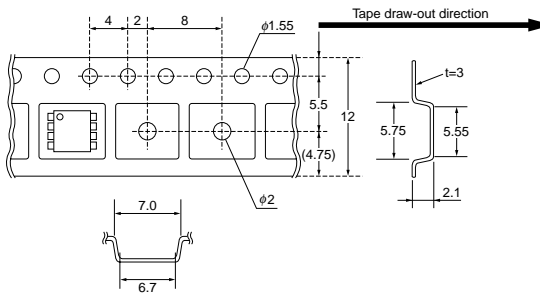 Tape draw-out direction
4
2
8
φ1.55
t=3
5.5
12
(4.75)
5.75
5.55
φ2
2.1
7.0
6.7